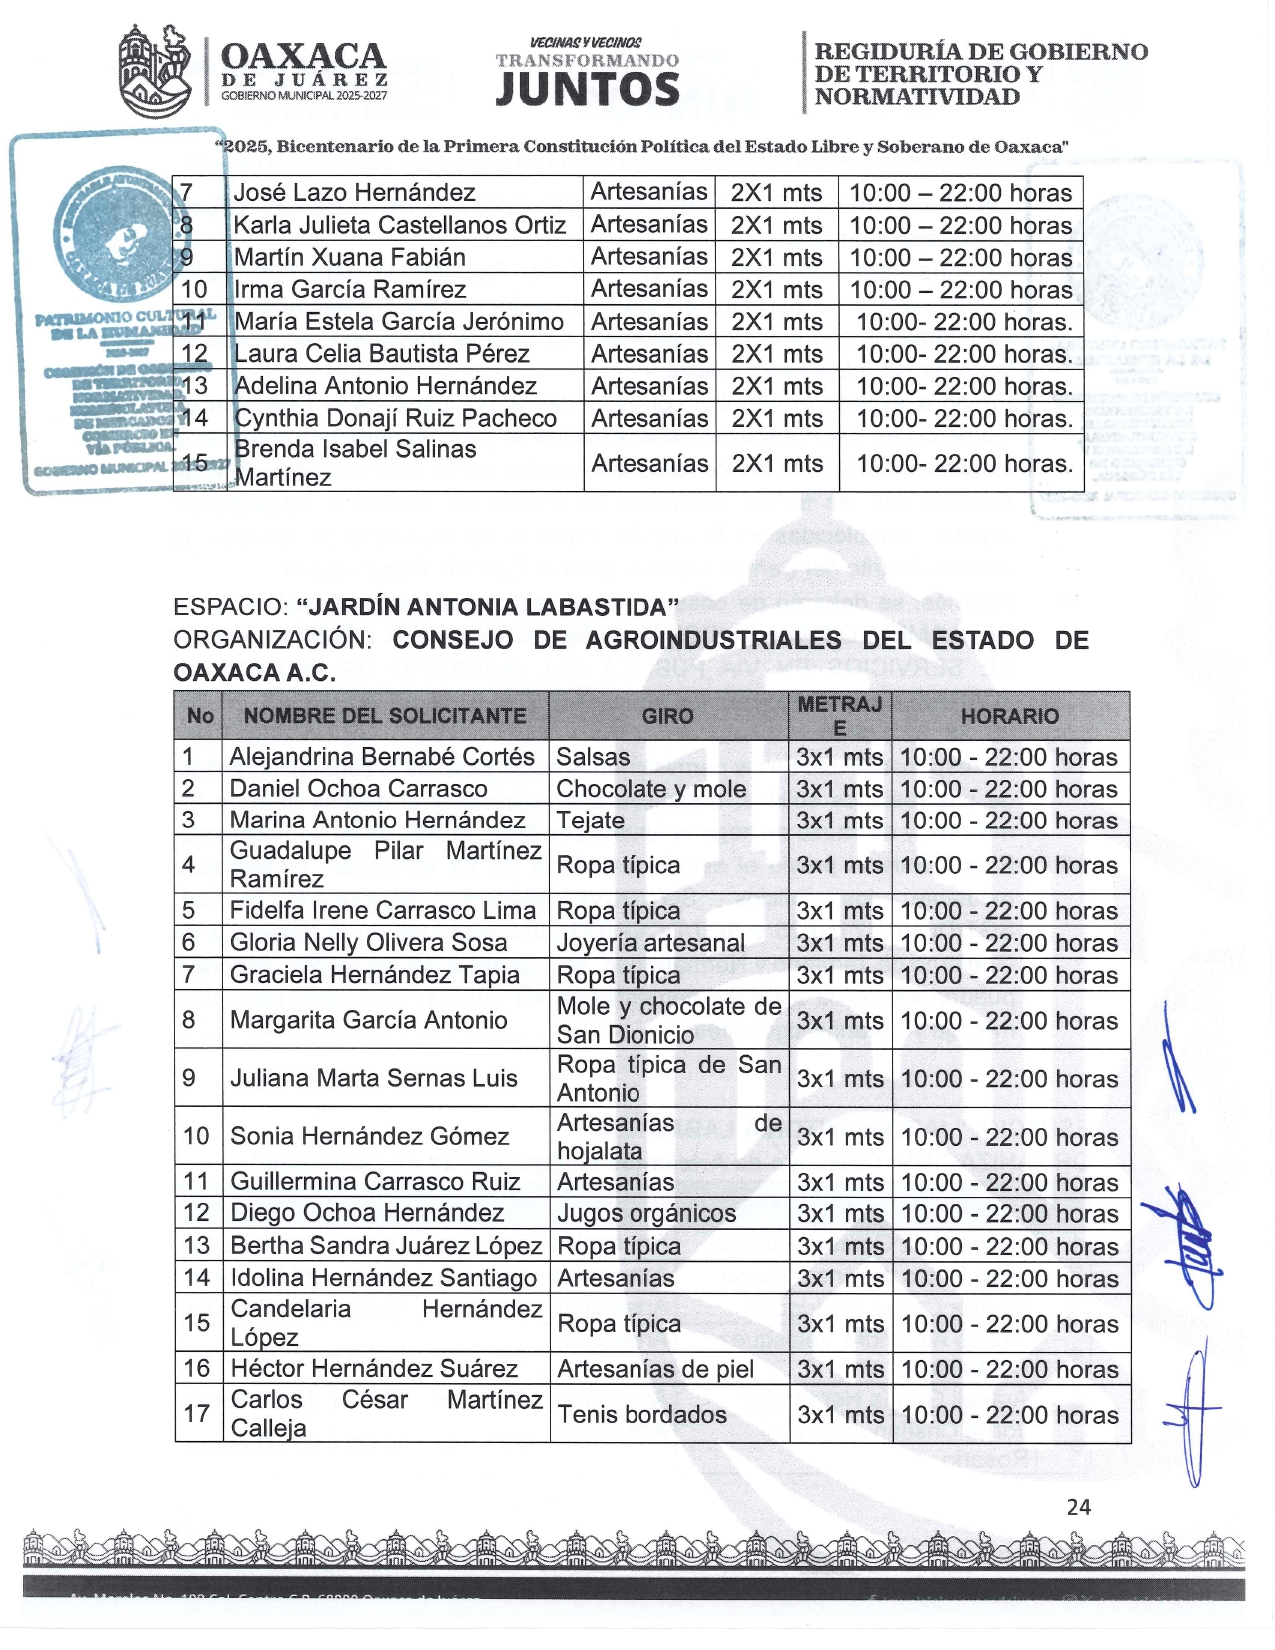 OAXACA
DE JUÁREZ
GOBIERNO MUNICIPAL 2025-2027
VECINAS Y VECINOS
TRANSFORMANDO
JUNTOS
REGIDURÍA DE GOBIERNO
DE TERRITORIO Y
NORMATIVIDAD
“2025, Bicentenario de la Primera Constitución Política del Estado Libre y Soberano de Oaxaca"
PATRIMONIO CULTURAL
DE LA HUMANIDAD
2025-2027
COMISIÓN DE GOBIERNO
DE TERRITORIO
NORMATIVIDAD
NOMENCLATURA
DE MERCADOS
COMERCIO EN
VÍA PÚBLICA
GOBIERNO MUNICIPAL 2025-2027
7 José Lazo Hernández Artesanías 2X1 mts 10:00 – 22:00 horas
8 Karla Julieta Castellanos Ortiz Artesanías 2X1 mts 10:00 – 22:00 horas
9 Martín Xuana Fabián Artesanías 2X1 mts 10:00 – 22:00 horas
10 Irma García Ramírez Artesanías 2X1 mts 10:00 – 22:00 horas
11 María Estela García Jerónimo Artesanías 2X1 mts 10:00- 22:00 horas.
12 Laura Celia Bautista Pérez Artesanías 2X1 mts 10:00- 22:00 horas.
13 Adelina Antonio Hernández Artesanías 2X1 mts 10:00- 22:00 horas.
14 Cynthia Donají Ruiz Pacheco Artesanías 2X1 mts 10:00- 22:00 horas.
15 Brenda Isabel Salinas
Martínez Artesanías 2X1 mts 10:00- 22:00 horas.
ESPACIO: “JARDÍN ANTONIA LABASTIDA”
ORGANIZACIÓN: CONSEJO DE AGROINDUSTRIALES DEL ESTADO DE
OAXACA A.C.
No NOMBRE DEL SOLICITANTE GIRO METRAJ
E HORARIO
1 Alejandrina Bernabé Cortés Salsas 3x1 mts 10:00 - 22:00 horas
2 Daniel Ochoa Carrasco Chocolate y mole 3x1 mts 10:00 - 22:00 horas
3 Marina Antonio Hernández Tejate 3x1 mts 10:00 - 22:00 horas
4 Guadalupe Pilar Martínez
Ramírez Ropa típica 3x1 mts 10:00 - 22:00 horas
5 Fidelfa Irene Carrasco Lima Ropa típica 3x1 mts 10:00 - 22:00 horas
6 Gloria Nelly Olivera Sosa Joyería artesanal 3x1 mts 10:00 - 22:00 horas
7 Graciela Hernández Tapia Ropa típica 3x1 mts 10:00 - 22:00 horas
8 Margarita García Antonio Mole y chocolate de
San Dionicio 3x1 mts 10:00 - 22:00 horas
9 Juliana Marta Sernas Luis Ropa típica de San
Antonio 3x1 mts 10:00 - 22:00 horas
10 Sonia Hernández Gómez Artesanías de
hojalata 3x1 mts 10:00 - 22:00 horas
11 Guillermina Carrasco Ruiz Artesanías 3x1 mts 10:00 - 22:00 horas
12 Diego Ochoa Hernández Jugos orgánicos 3x1 mts 10:00 - 22:00 horas
13 Bertha Sandra Juárez López Ropa típica 3x1 mts 10:00 - 22:00 horas
14 Idolina Hernández Santiago Artesanías 3x1 mts 10:00 - 22:00 horas
15 Candelaria Hernández
López Ropa típica 3x1 mts 10:00 - 22:00 horas
16 Héctor Hernández Suárez Artesanías de piel 3x1 mts 10:00 - 22:00 horas
17 Carlos César Martínez
Calleja Tenis bordados 3x1 mts 10:00 - 22:00 horas
24